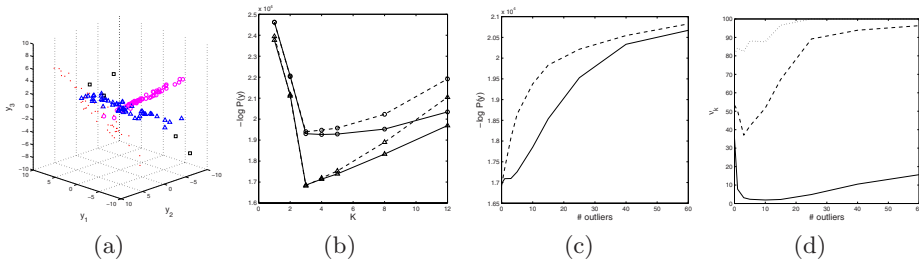 10
8
6
4
2
0
−2
−4
−6
−8
−10
y3
5
0
−5
−10
y1
10
5
0
−5
−10
y2
(a)
x 10^4
2.5
2.4
2.3
2.2
2.1
2
1.9
1.8
1.7
1.6
−log P(y)
0 2 4 6 8 10 12
K
(b)
x 10^4
2.1
2.05
2
1.95
1.9
1.85
1.8
1.75
1.7
1.65
−log P(y)
0 10 20 30 40 50 60
# outliers
(c)
100
90
80
70
60
50
40
30
20
10
0
νk
0 10 20 30 40 50 60
# outliers
(d)